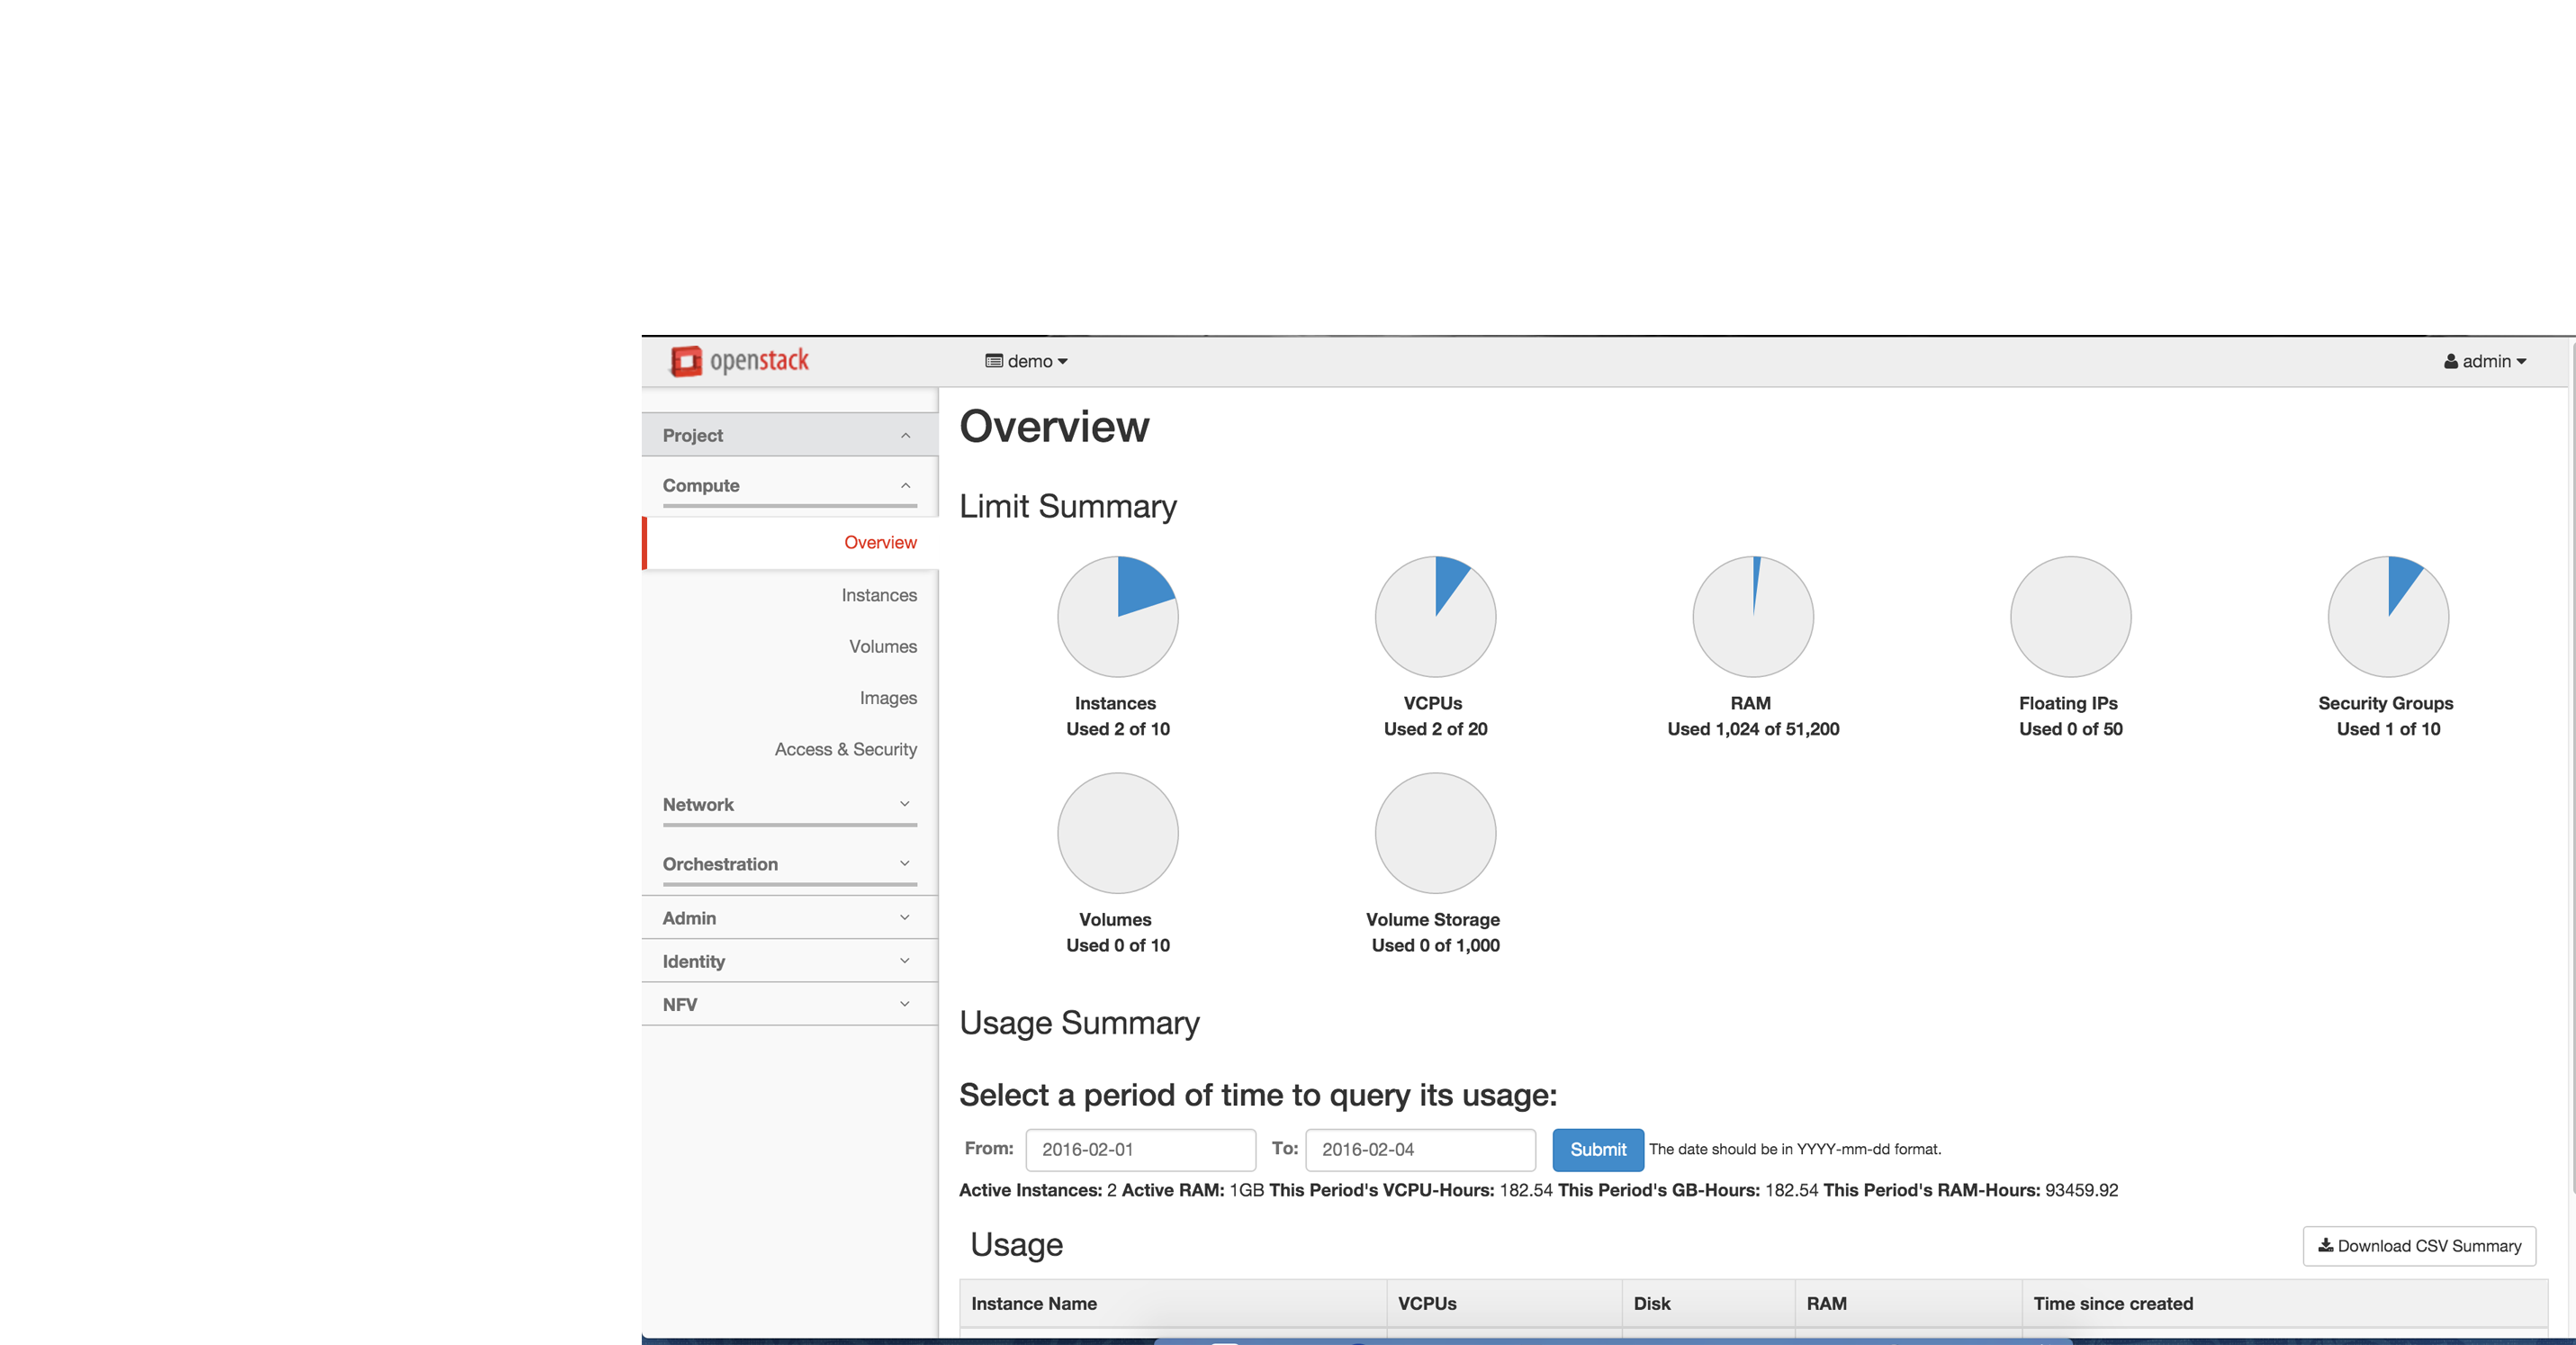 openstack
demo
admin
Project
Compute
Overview
Instances
Volumes
Images
Access & Security
Network
Orchestration
Admin
Identity
NFV
Overview
Limit Summary
Instances
Used 2 of 10
VCPUs
Used 2 of 20
RAM
Used 1,024 of 51,200
Floating IPs
Used 0 of 50
Security Groups
Used 1 of 10
Volumes
Used 0 of 10
Volume Storage
Used 0 of 1,000
Usage Summary
Select a period of time to query its usage:
From: 2016-02-01 To: 2016-02-04 Submit The date should be in YYYY-mm-dd format.
Active Instances: 2 Active RAM: 1GB This Period's VCPU-Hours: 182.54 This Period's GB-Hours: 182.54 This Period's RAM-Hours: 93459.92
Usage
Download CSV Summary
Instance Name VCPUs Disk RAM Time since created